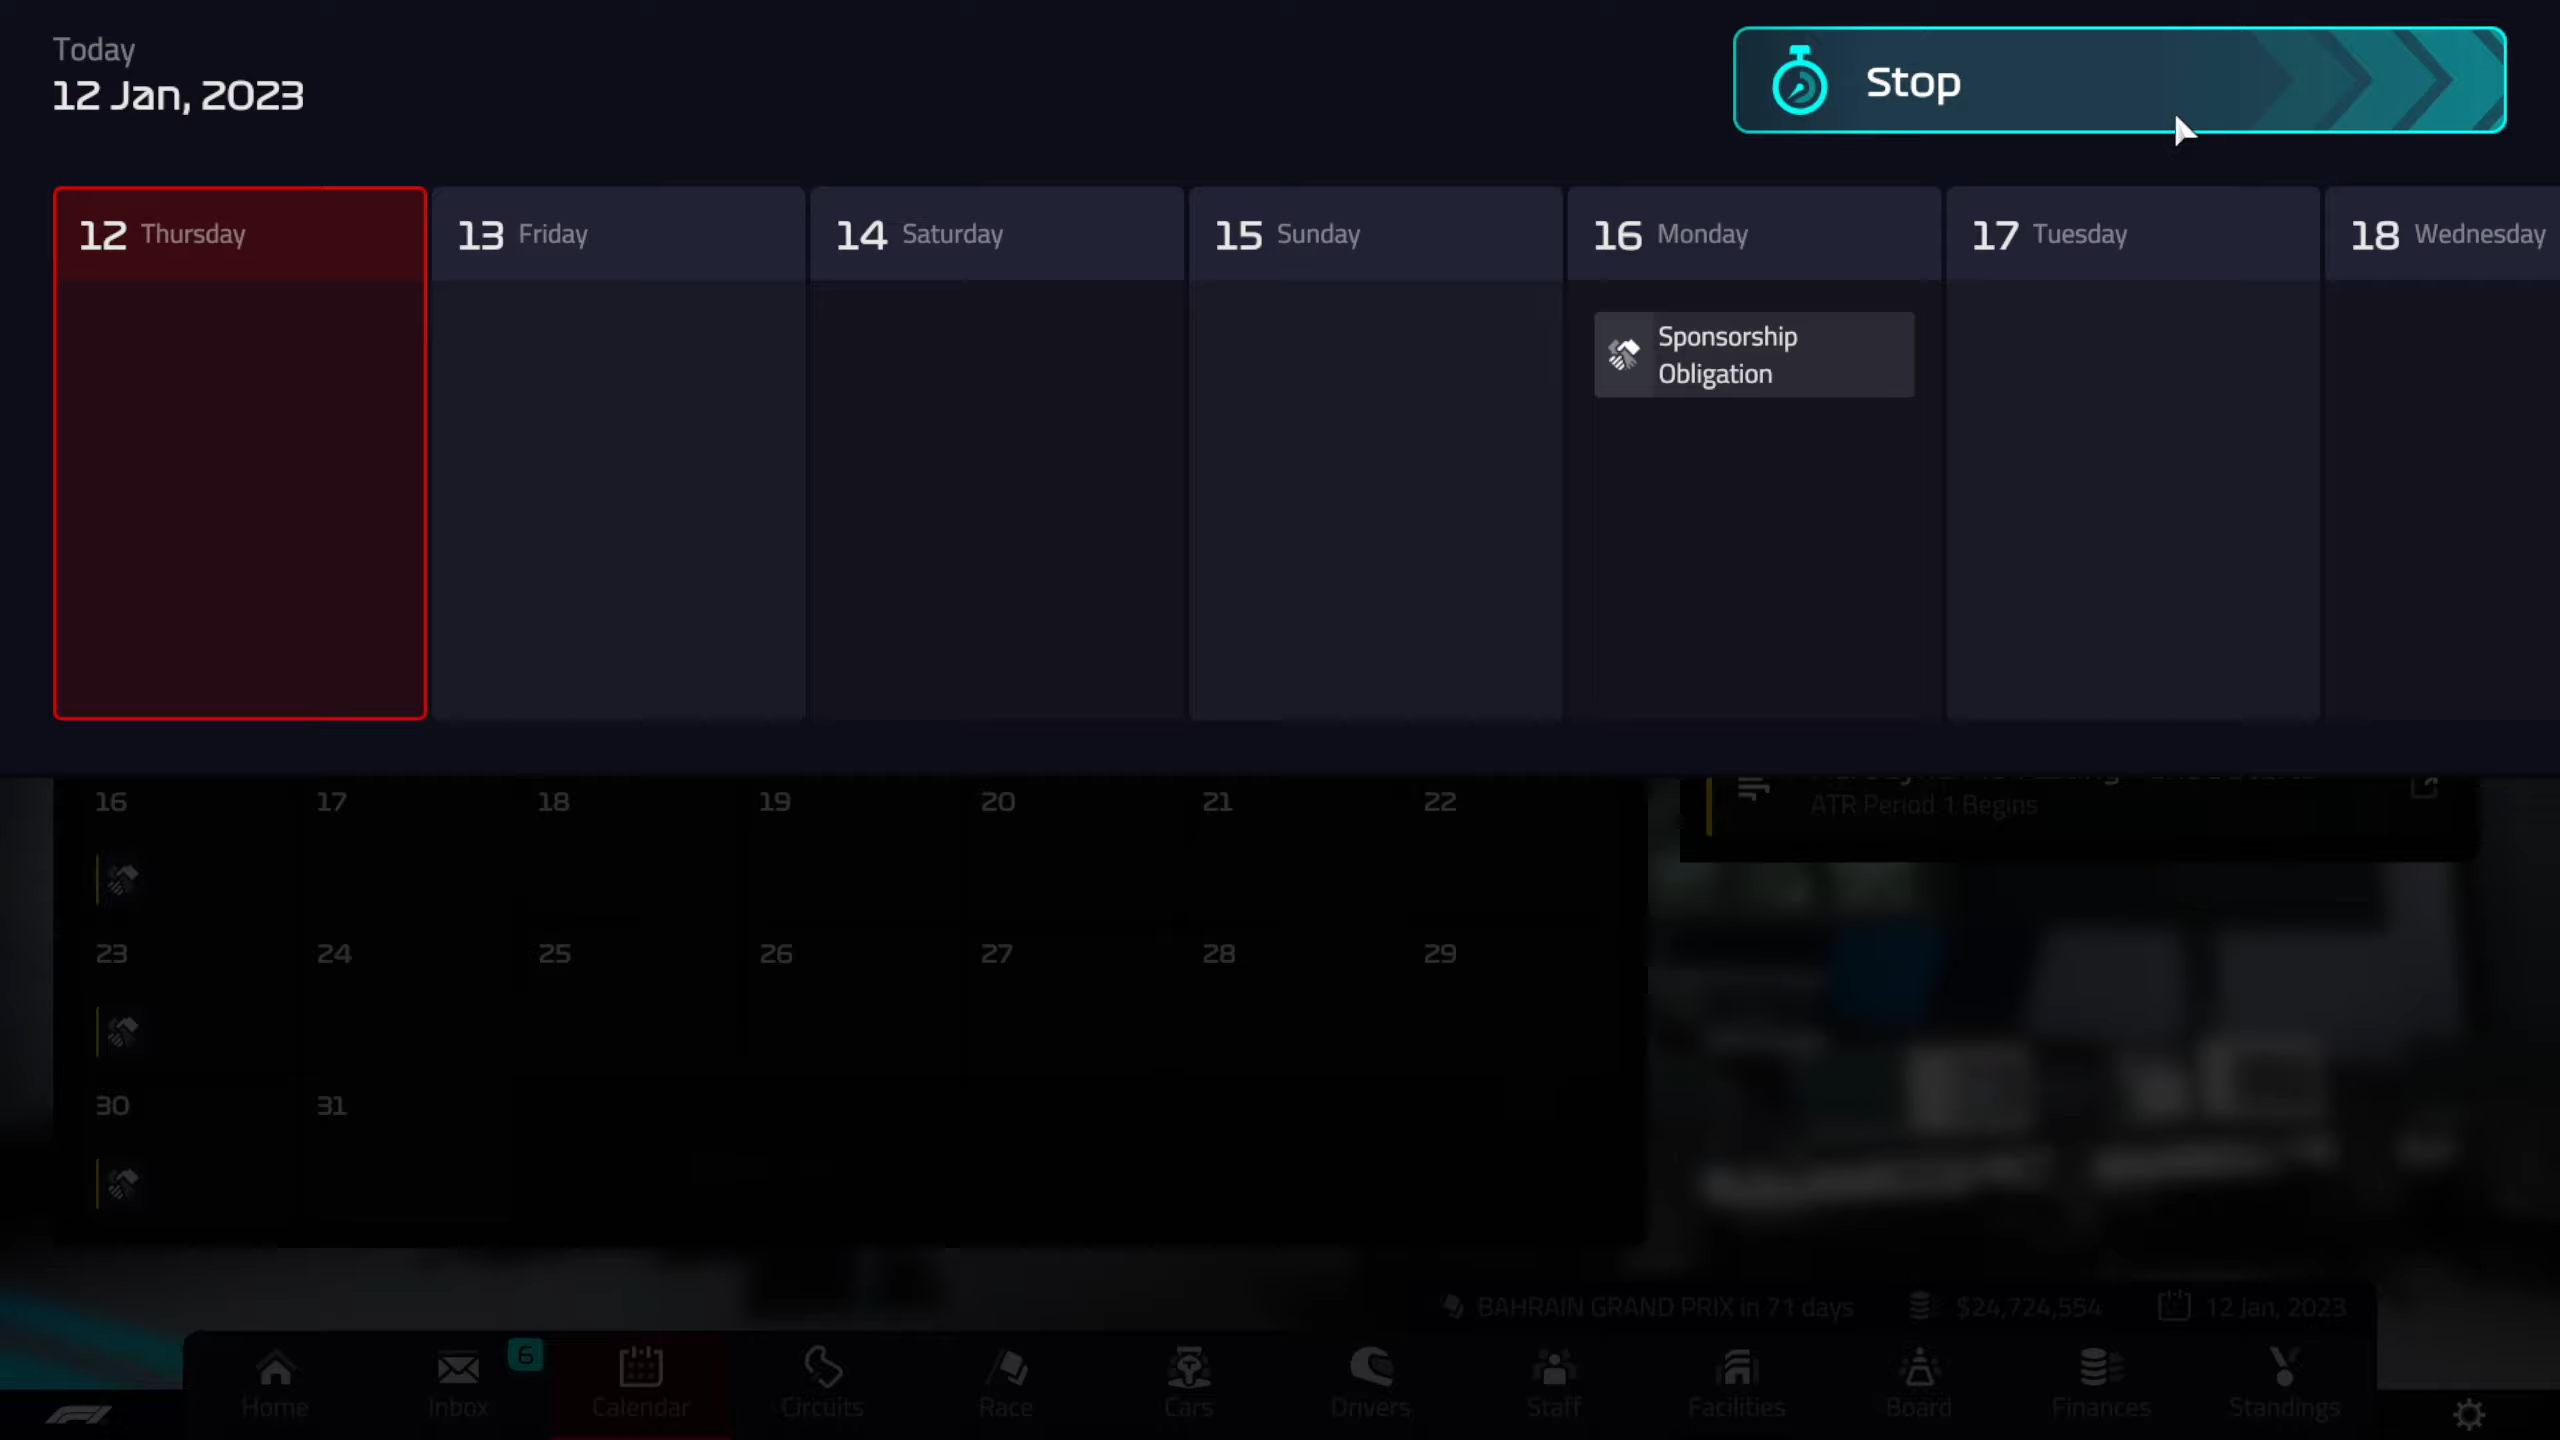 Today
12 Jan, 2023
Stop
12 Thursday
13 Friday
14 Saturday
15 Sunday
16 Monday
17 Tuesday
18 Wednesday
Sponsorship
Obligation
16 17 18 19 20 21 22
ATR Period 1 Begins
23 24 25 26 27 28 29
30 31
BAHRAIN GRAND PRIX in 71 days
$24,724,554
12 Jan, 2023
6
Home
Inbox
Calendar
Circuits
Race
Cars
Drivers
Staff
Facilities
Board
Finances
Standings